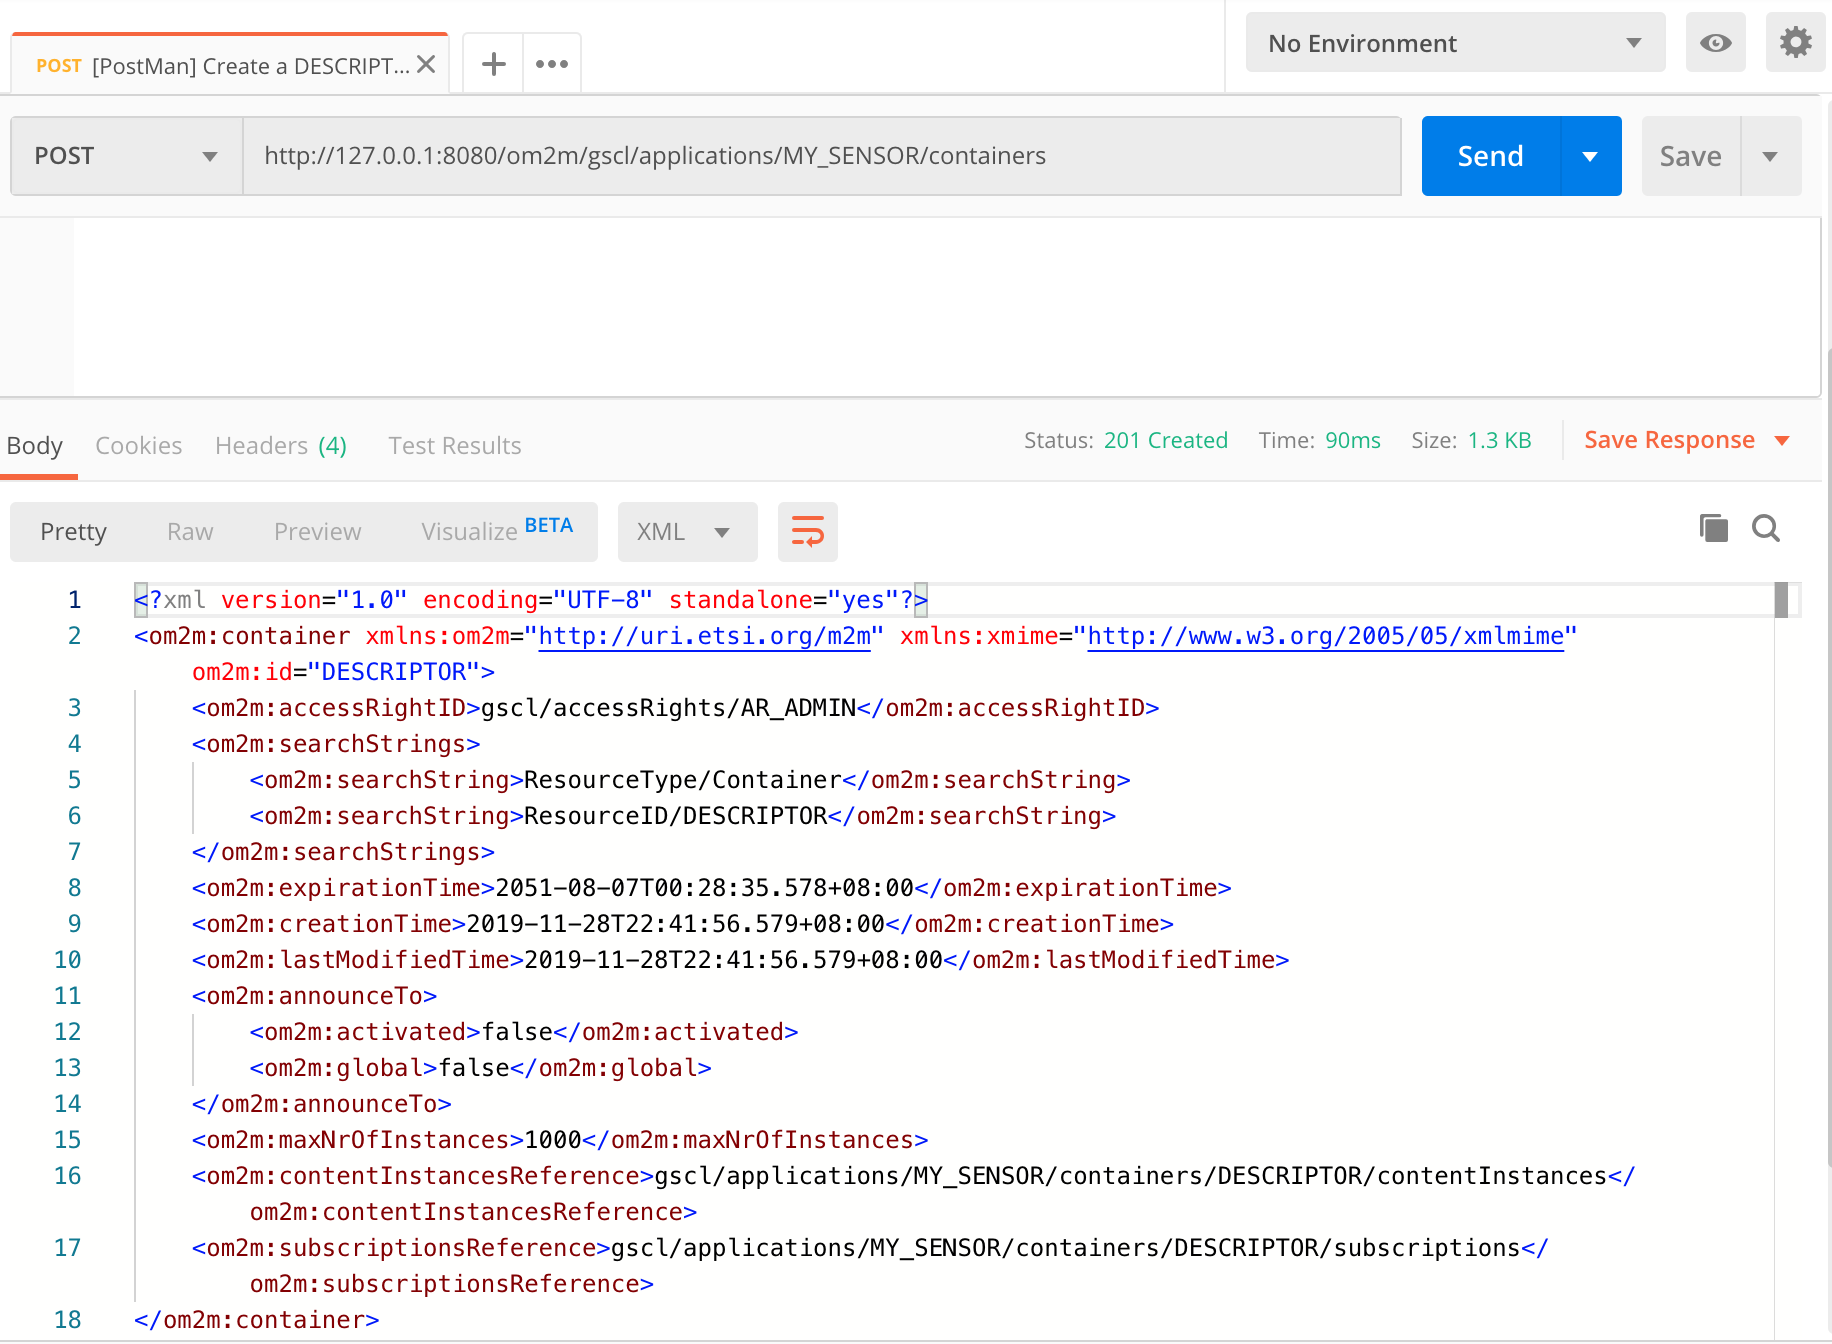 POST [PostMan] Create a DESCRIPT...
No Environment
POST http://127.0.0.1:8080/om2m/gscl/applications/MY_SENSOR/containers Send Save
Body Cookies Headers (4) Test Results Status: 201 Created Time: 90ms Size: 1.3 KB Save Response
Pretty Raw Preview Visualize BETA XML
1 <?xml version="1.0" encoding="UTF-8" standalone="yes"?>
2 <om2m:container xmlns:om2m="http://uri.etsi.org/m2m" xmlns:xmime="http://www.w3.org/2005/05/xmlmime"
om2m:id="DESCRIPTOR">
3 <om2m:accessRightID>gscl/accessRights/AR_ADMIN</om2m:accessRightID>
4 <om2m:searchStrings>
5 <om2m:searchString>ResourceType/Container</om2m:searchString>
6 <om2m:searchString>ResourceID/DESCRIPTOR</om2m:searchString>
7 </om2m:searchStrings>
8 <om2m:expirationTime>2051-08-07T00:28:35.578+08:00</om2m:expirationTime>
9 <om2m:creationTime>2019-11-28T22:41:56.579+08:00</om2m:creationTime>
10 <om2m:lastModifiedTime>2019-11-28T22:41:56.579+08:00</om2m:lastModifiedTime>
11 <om2m:announceTo>
12 <om2m:activated>false</om2m:activated>
13 <om2m:global>false</om2m:global>
14 </om2m:announceTo>
15 <om2m:maxNrOfInstances>1000</om2m:maxNrOfInstances>
16 <om2m:contentInstancesReference>gscl/applications/MY_SENSOR/containers/DESCRIPTOR/contentInstances</
om2m:contentInstancesReference>
17 <om2m:subscriptionsReference>gscl/applications/MY_SENSOR/containers/DESCRIPTOR/subscriptions</
om2m:subscriptionsReference>
18 </om2m:container>